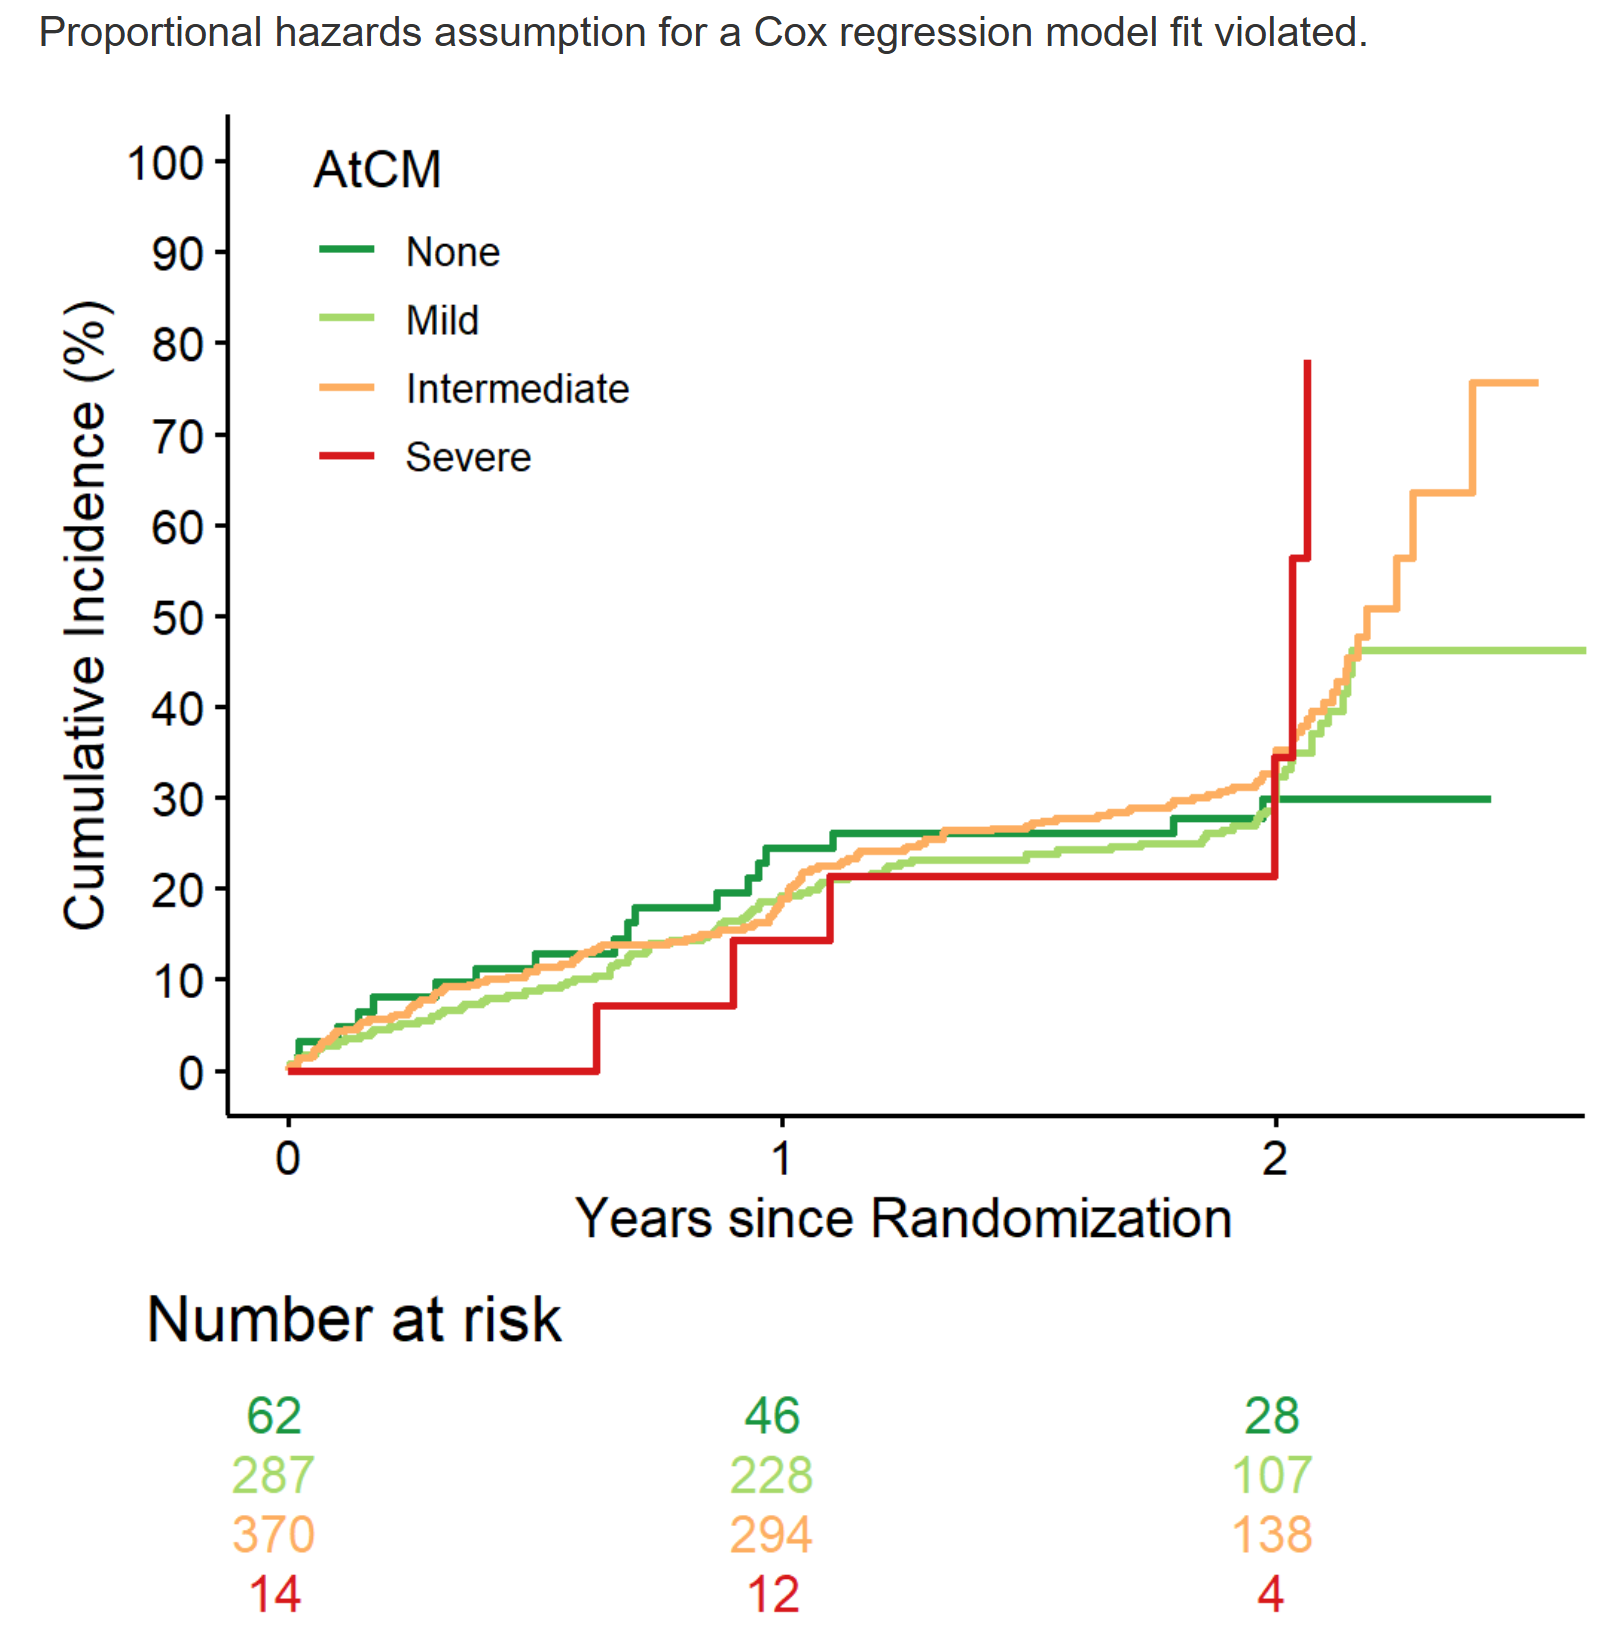 Proportional hazards assumption for a Cox regression model fit violated.
AtCM
None
Mild
Intermediate
Severe
Cumulative Incidence (%)
100
90
80
70
60
50
40
30
20
10
0
0 1 2
Years since Randomization
Number at risk
62 46 28
287 228 107
370 294 138
14 12 4